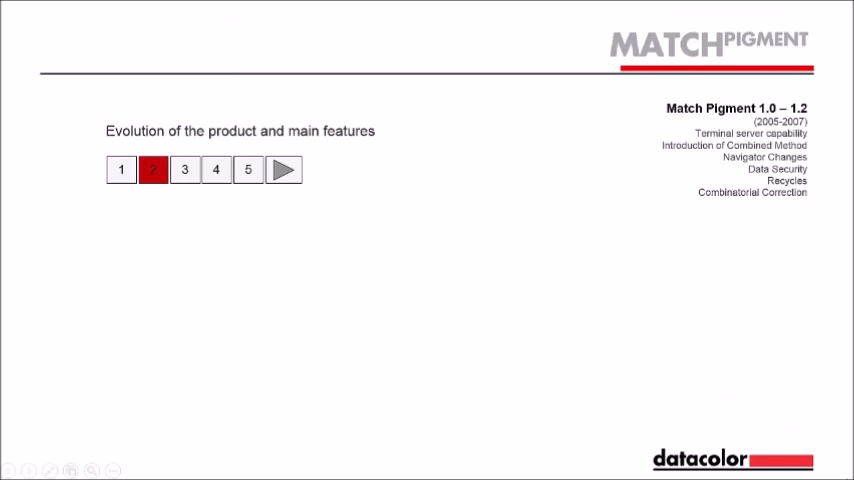 MATCHPIGMENT
Match Pigment 1.0 – 1.2
(2005-2007)
Terminal server capability
Introduction of Combined Method
Navigator Changes
Data Security
Recycles
Combinatorial Correction
Evolution of the product and main features
1 2 3 4 5
datacolor